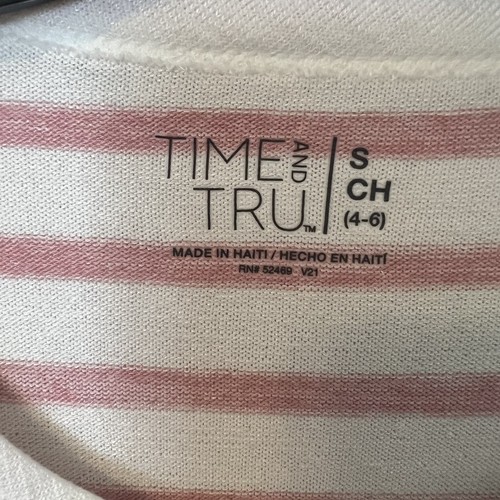 TIME AND
TRU™
S
CH
(4-6)
MADE IN HAITI / HECHO EN HAITÍ
RN# 52469 V21